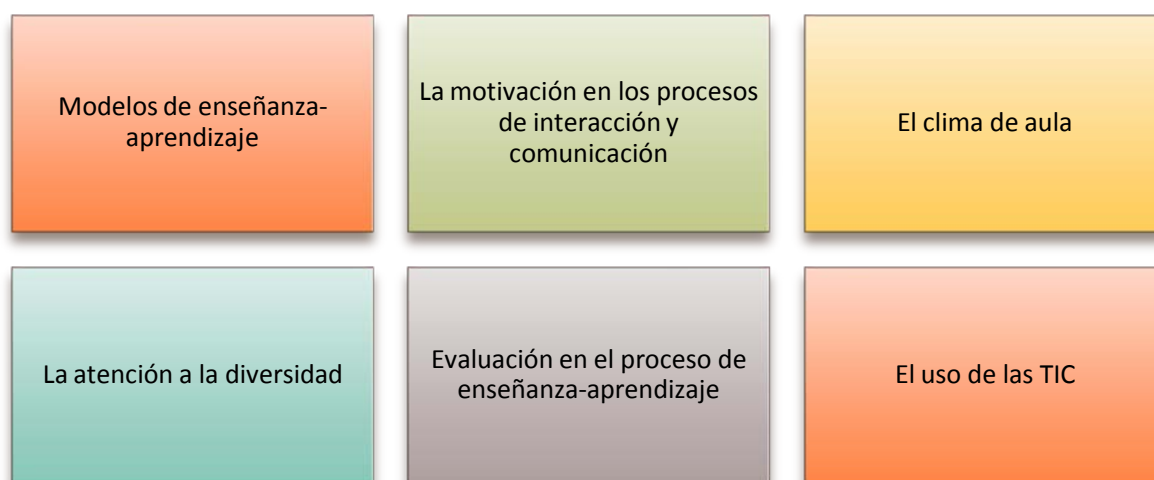 Modelos de enseñanza-
aprendizaje
La motivación en los procesos
de interacción y
comunicación
El clima de aula
La atención a la diversidad
Evaluación en el proceso de
enseñanza-aprendizaje
El uso de las TIC